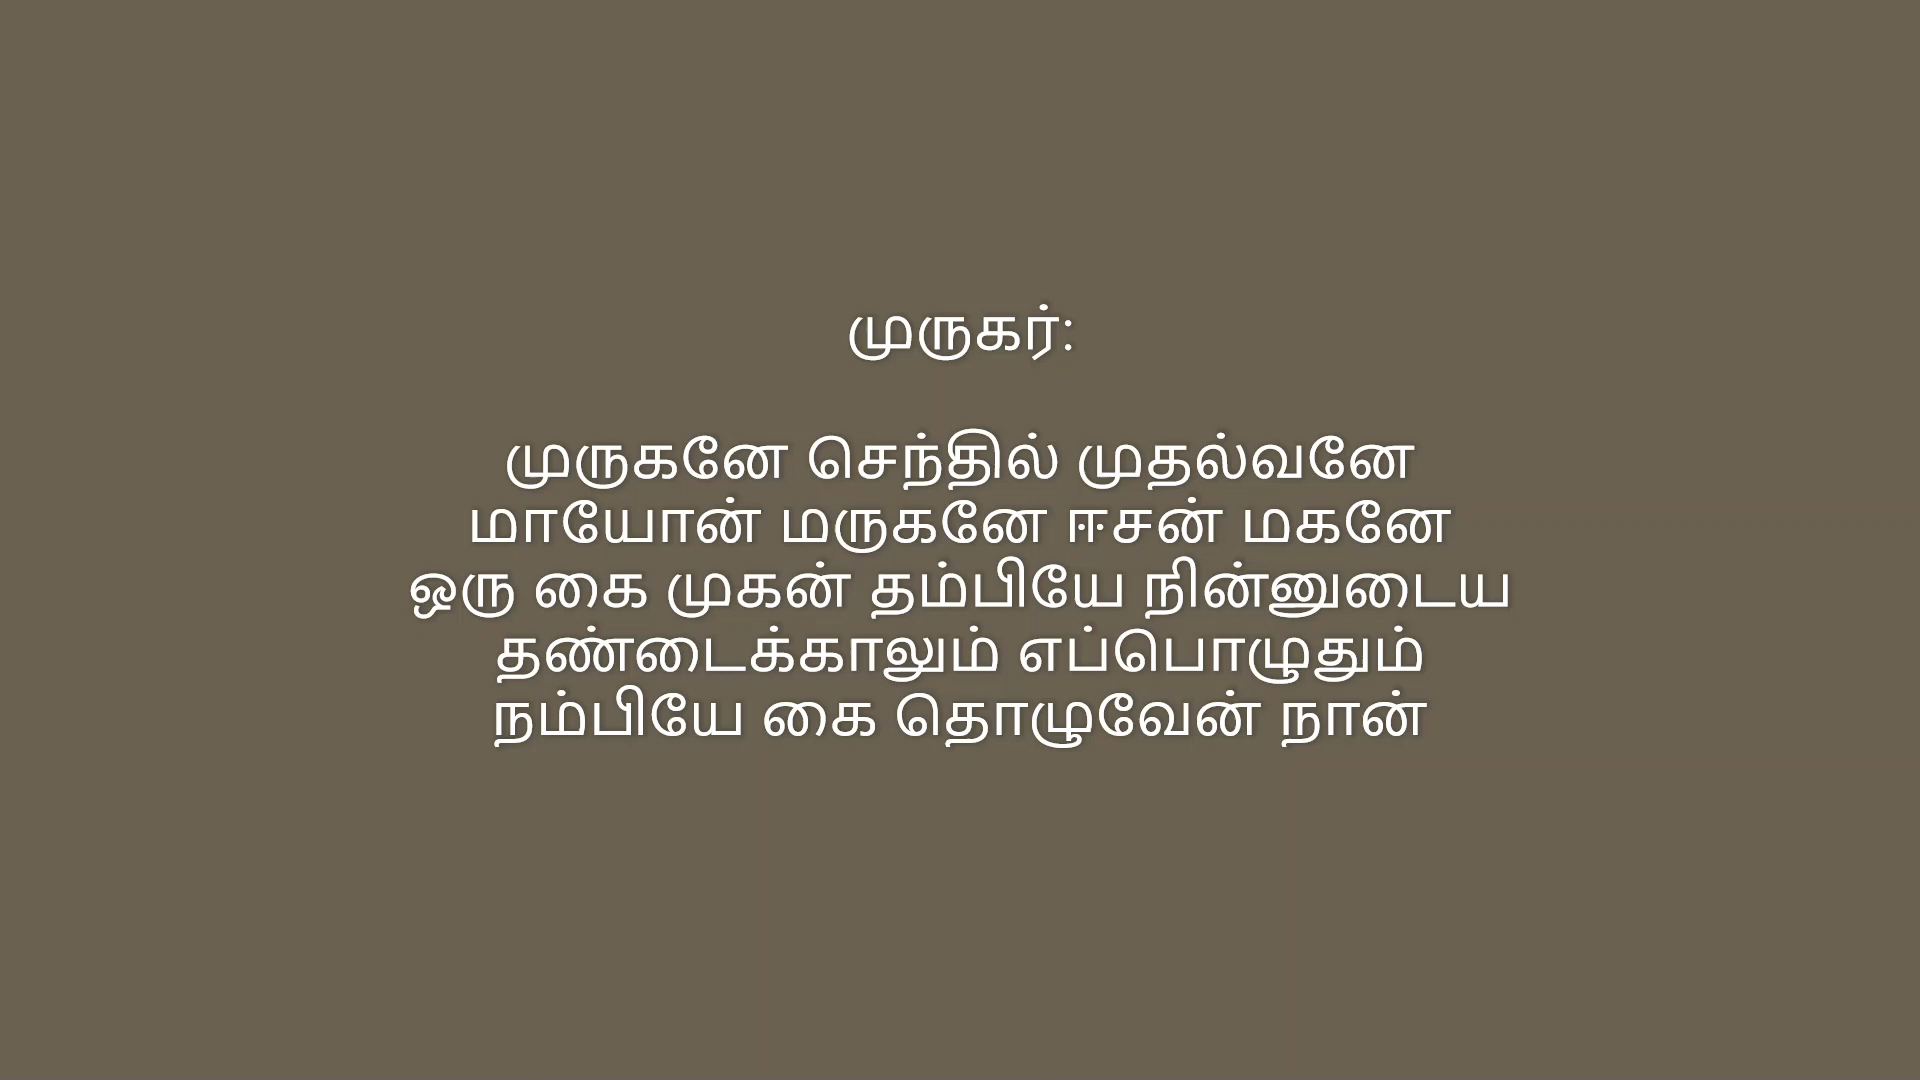 முருகர்:
முருகனே செந்தில் முதல்வனே
மாயோன் மருகனே ஈசன் மகனே
ஒரு கை முகன் தம்பியே நின்னுடைய
தண்டைக்காலும் எப்பொழுதும்
நம்பியே கை தொழுவேன் நான்